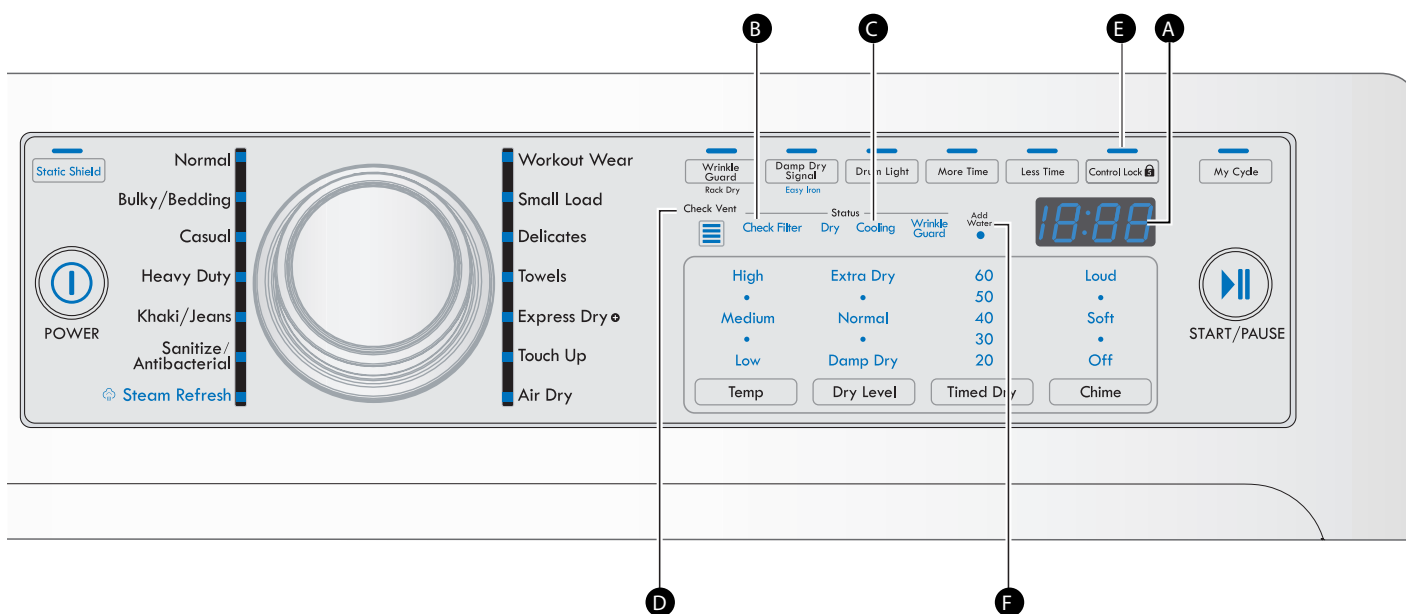 B C E A
Static Shield
POWER
Normal
Bulky/Bedding
Casual
Heavy Duty
Khaki/Jeans
Sanitize/
Antibacterial
Steam Refresh
Workout Wear
Small Load
Delicates
Towels
Express Dry
Touch Up
Air Dry
Wrinkle
Guard
Rack Dry
Damp Dry
Signal
Easy Iron
Drum Light
More Time
Less Time
Control Lock
My Cycle
Check Vent
Status
Check Filter
Dry
Cooling
Wrinkle
Guard
Add
Water
18:88
High
Medium
Low
Temp
Extra Dry
Normal
Damp Dry
Dry Level
60
50
40
30
20
Timed Dry
Loud
Soft
Off
Chime
START/PAUSE
D F